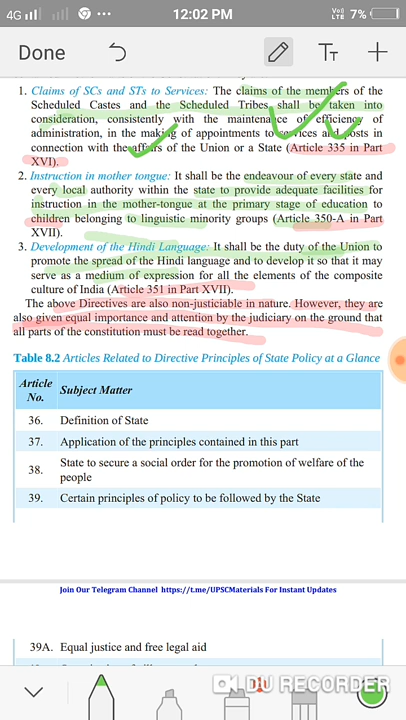 4G 12:02 PM VoI) LTE 7%
Done TT
1. Claims of SCs and STs to Services: The claims of the members of the
Scheduled Castes and the Scheduled Tribes shall be taken into
consideration, consistently with the maintenance of efficiency of
administration, in the making of appointments to services and posts in
connection with the affairs of the Union or a State (Article 335 in Part
XVI).
2. Instruction in mother tongue: It shall be the endeavour of every state and
every local authority within the state to provide adequate facilities for
instruction in the mother-tongue at the primary stage of education to
children belonging to linguistic minority groups (Article 350-A in Part
XVII).
3. Development of the Hindi Language: It shall be the duty of the Union to
promote the spread of the Hindi language and to develop it so that it may
serve as a medium of expression for all the elements of the composite
culture of India (Article 351 in Part XVII).
The above Directives are also non-justiciable in nature. However, they are
also given equal importance and attention by the judiciary on the ground that
all parts of the constitution must be read together.
Table 8.2 Articles Related to Directive Principles of State Policy at a Glance
Article No. Subject Matter
36. Definition of State
37. Application of the principles contained in this part
38. State to secure a social order for the promotion of welfare of the
people
39. Certain principles of policy to be followed by the State
Join Our Telegram Channel https://t.me/UPSCMaterials For Instant Updates
39A. Equal justice and free legal aid
DU RECORDER